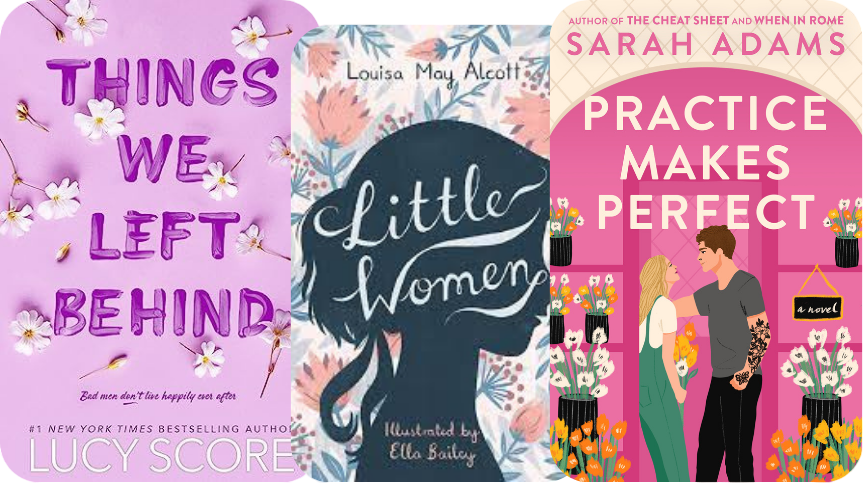 THINGS
WE
LEFT
BEHIND
Bad men don't live happily ever after
#1 NEW YORK TIMES BESTSELLING AUTHOR
LUCY SCORE
Louisa May Alcott
Little
Women
Illustrated by
Ella Bailey
AUTHOR OF THE CHEAT SHEET AND WHEN IN ROME
SARAH ADAMS
PRACTICE
MAKES
PERFECT
a novel